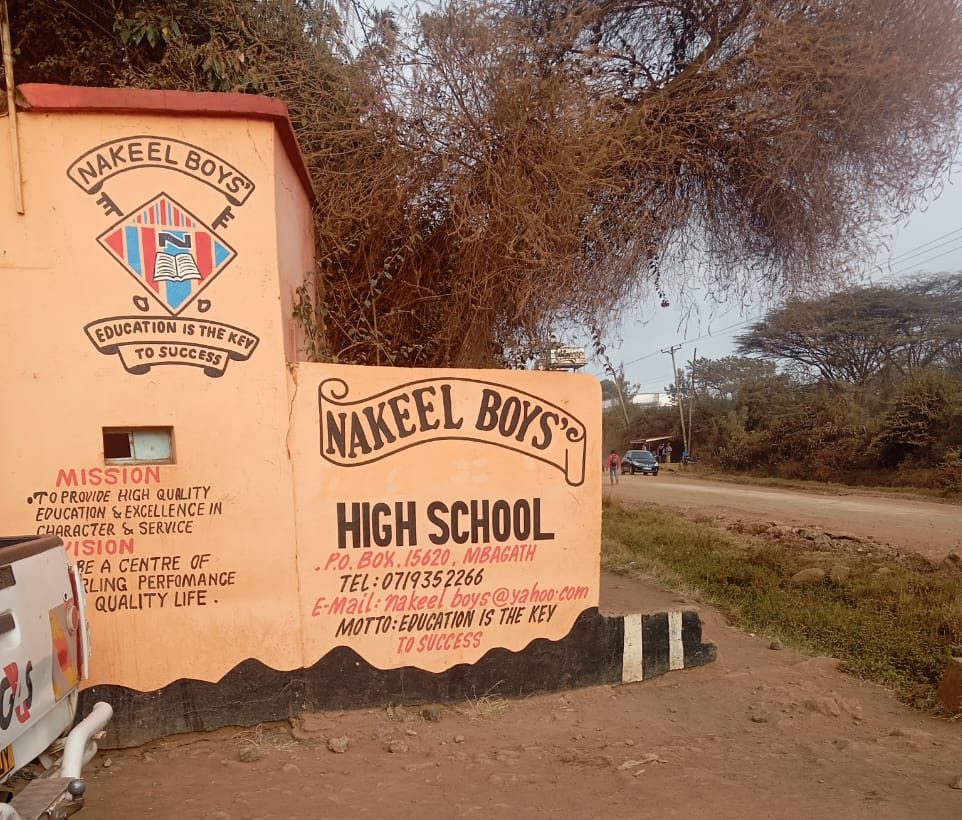 NAKEEL BOYS'
N
EDUCATION IS THE KEY
TO SUCCESS
MISSION
•TO PROVIDE HIGH QUALITY
EDUCATION & EXCELLENCE IN
CHARACTER & SERVICE
VISION
BE A CENTRE OF
RLING PERFOMANCE
QUALITY LIFE.
NAKEEL BOYS'
HIGH SCHOOL
.P.O. BOX.15620, MBAGATH
TEL:0719352266
E-Mail: nakeel boys@yahoo.com
MOTTO:EDUCATION IS THE KEY
TO SUCCESS
G4S